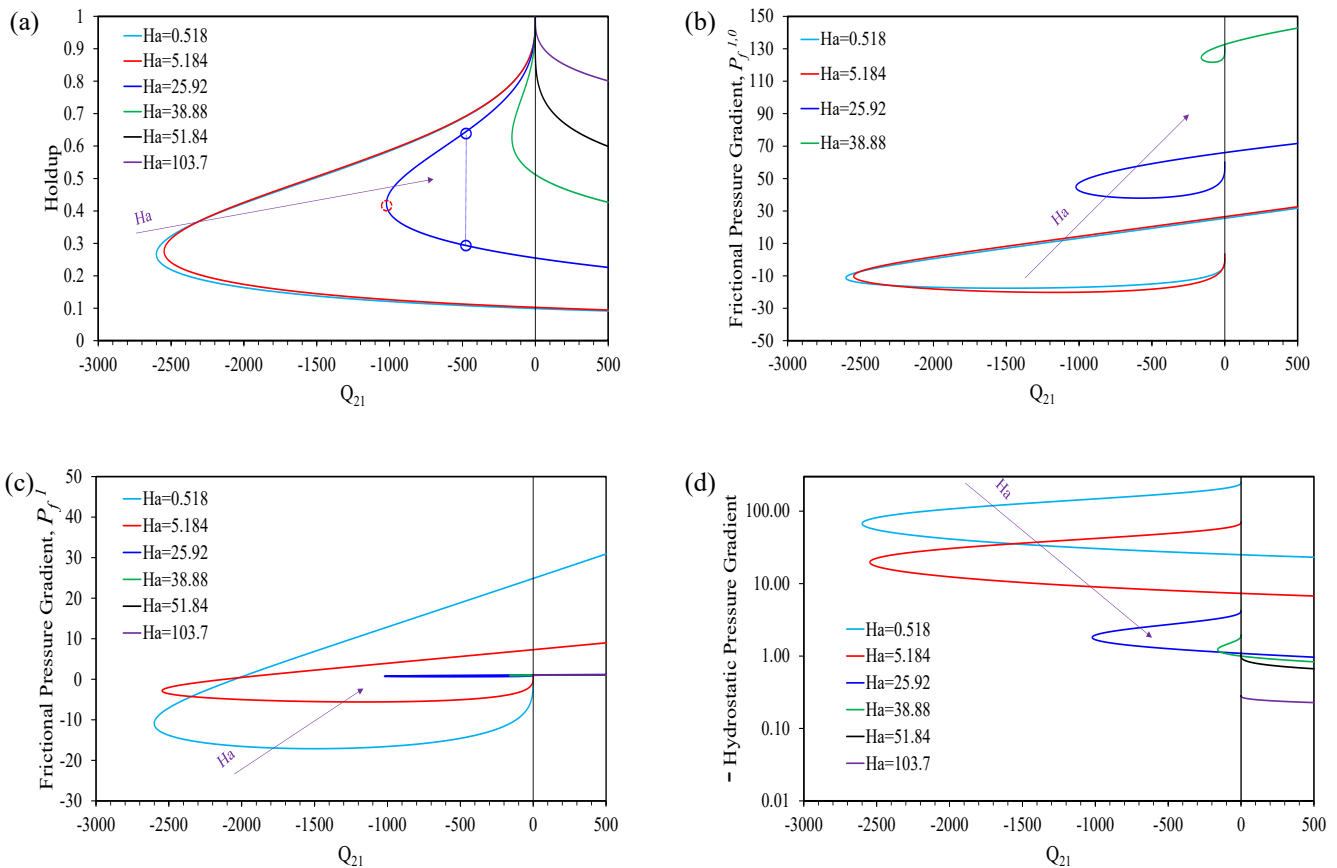 (a)
Holdup
1
0.9
0.8
0.7
0.6
0.5
0.4
0.3
0.2
0.1
0
Ha=0.518
Ha=5.184
Ha=25.92
Ha=38.88
Ha=51.84
Ha=103.7
Ha
-3000 -2500 -2000 -1500 -1000 -500 0 500
Q21
(b)
Frictional Pressure Gradient, Pf 1,0
150
130
110
90
70
50
30
10
-10
-30
-50
Ha=0.518
Ha=5.184
Ha=25.92
Ha=38.88
Ha
-3000 -2500 -2000 -1500 -1000 -500 0 500
Q21
(c)
Frictional Pressure Gradient, Pf 1
50
40
30
20
10
0
-10
-20
-30
Ha=0.518
Ha=5.184
Ha=25.92
Ha=38.88
Ha=51.84
Ha=103.7
Ha
-3000 -2500 -2000 -1500 -1000 -500 0 500
Q21
(d)
- Hydrostatic Pressure Gradient
100.00
10.00
1.00
0.10
0.01
Ha
Ha=0.518
Ha=5.184
Ha=25.92
Ha=38.88
Ha=51.84
Ha=103.7
-3000 -2500 -2000 -1500 -1000 -500 0 500
Q21